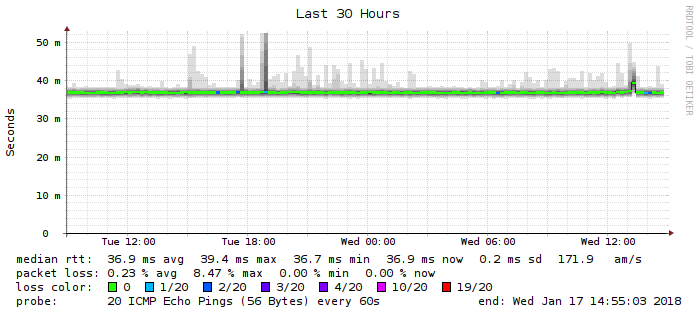 Last 30 Hours
RRDTOOL / TOBI OETIKER
Seconds
50 m
40 m
30 m
20 m
10 m
0
Tue 12:00 Tue 18:00 Wed 00:00 Wed 06:00 Wed 12:00
median rtt: 36.9 ms avg 39.4 ms max 36.7 ms min 36.9 ms now 0.2 ms sd 171.9 am/s
packet loss: 0.23 % avg 8.47 % max 0.00 % min 0.00 % now
loss color: 0 1/20 2/20 3/20 4/20 10/20 19/20
probe: 20 ICMP Echo Pings (56 Bytes) every 60s end: Wed Jan 17 14:55:03 2018